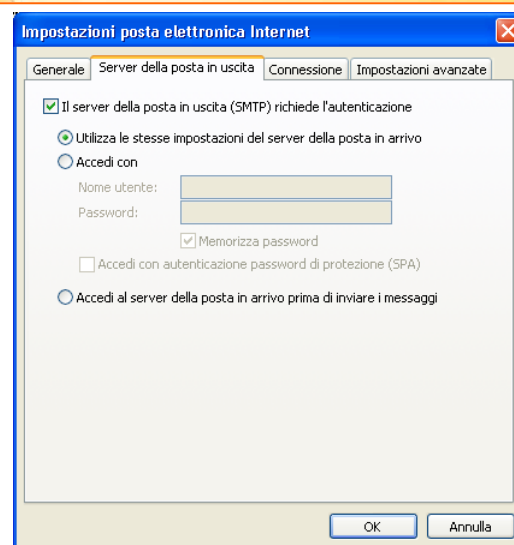 Impostazioni posta elettronica Internet
Generale Server della posta in uscita Connessione Impostazioni avanzate
Il server della posta in uscita (SMTP) richiede l'autenticazione
Utilizza le stesse impostazioni del server della posta in arrivo
Accedi con
Nome utente:
Password:
Memorizza password
Accedi con autenticazione password di protezione (SPA)
Accedi al server della posta in arrivo prima di inviare i messaggi
OK Annulla